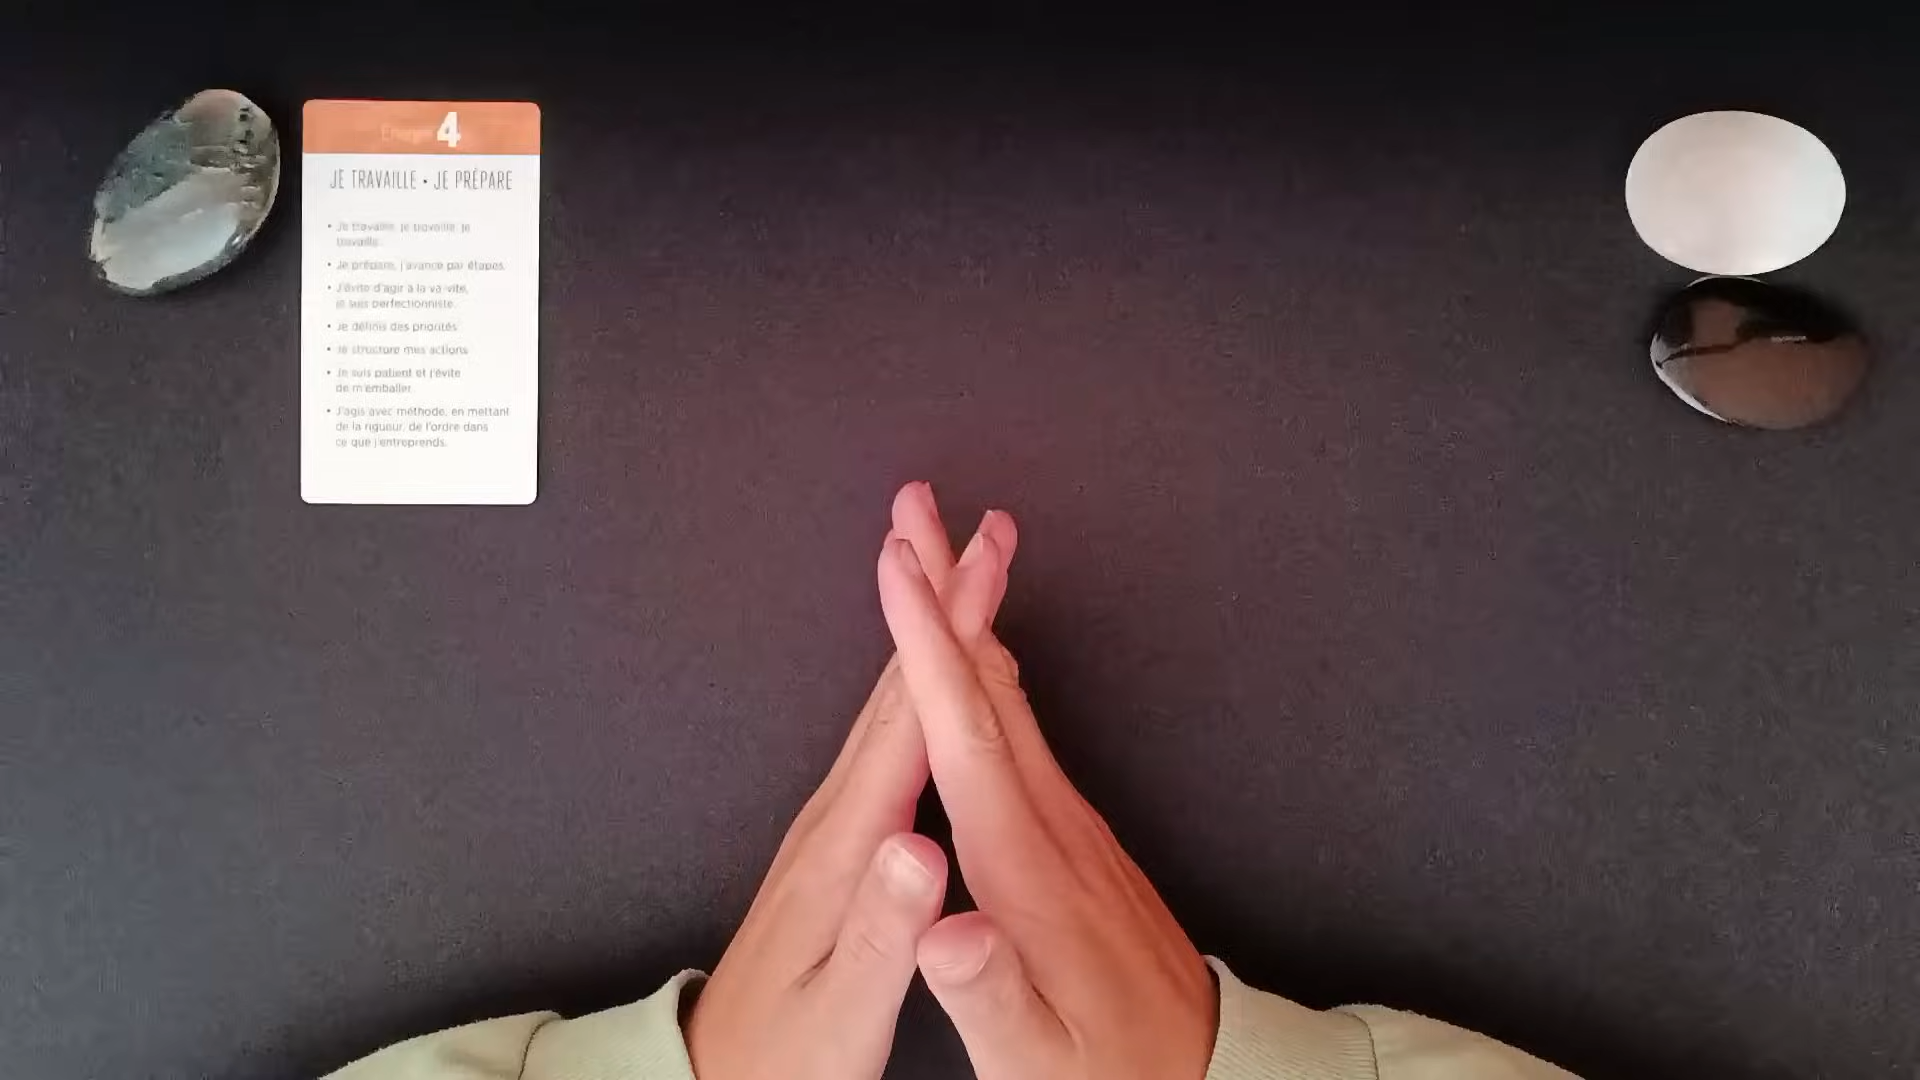 Énergie 4
JE TRAVAILLE • JE PRÉPARE
• Je travaille, je travaille, je
travaille.
• Je prépare, j'avance par étapes.
• J'évite d'agir à la va-vite,
je suis perfectionniste.
• Je définis des priorités.
• Je structure mes actions.
• Je suis patient et j'évite
de m'emballer.
• J'agis avec méthode, en mettant
de la rigueur, de l'ordre dans
ce que j'entreprends.